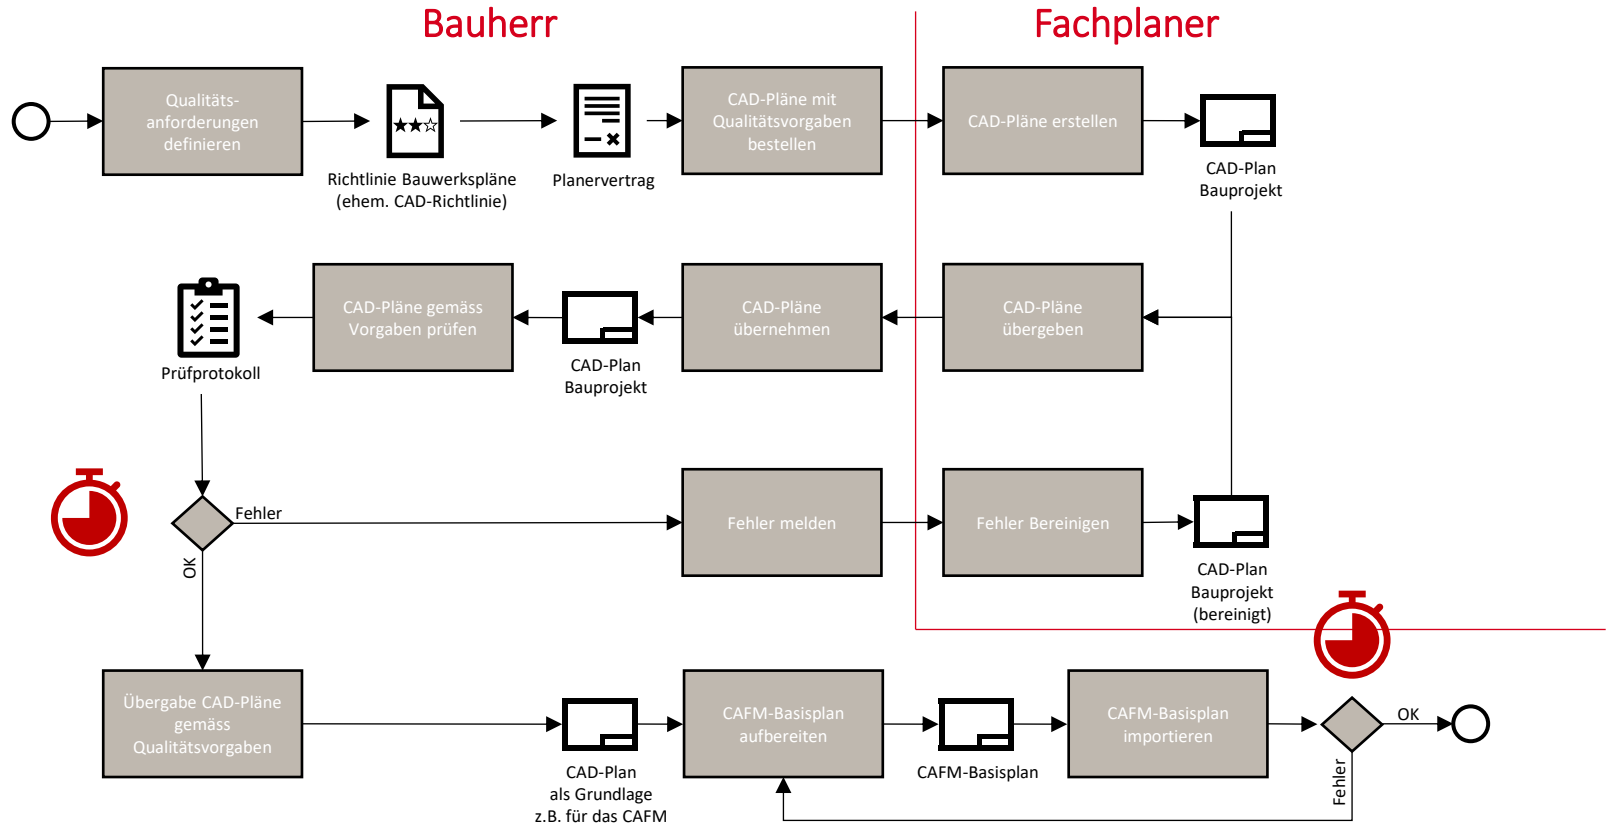 Bauherr
Fachplaner
Qualitäts-
anforderungen
definieren
Richtlinie Bauwerkspläne
(ehem. CAD-Richtlinie)
Planervertrag
CAD-Pläne mit
Qualitätsvorgaben
bestellen
CAD-Pläne erstellen
CAD-Plan
Bauprojekt
Prüfprotokoll
CAD-Pläne gemäss
Vorgaben prüfen
CAD-Plan
Bauprojekt
CAD-Pläne
übernehmen
CAD-Pläne
übergeben
Fehler
OK
Fehler melden
Fehler Bereinigen
CAD-Plan
Bauprojekt
(bereinigt)
Übergabe CAD-Pläne
gemäss
Qualitätsvorgaben
CAD-Plan
als Grundlage
z.B. für das CAFM
CAFM-Basisplan
aufbereiten
CAFM-Basisplan
CAFM-Basisplan
importieren
OK
Fehler